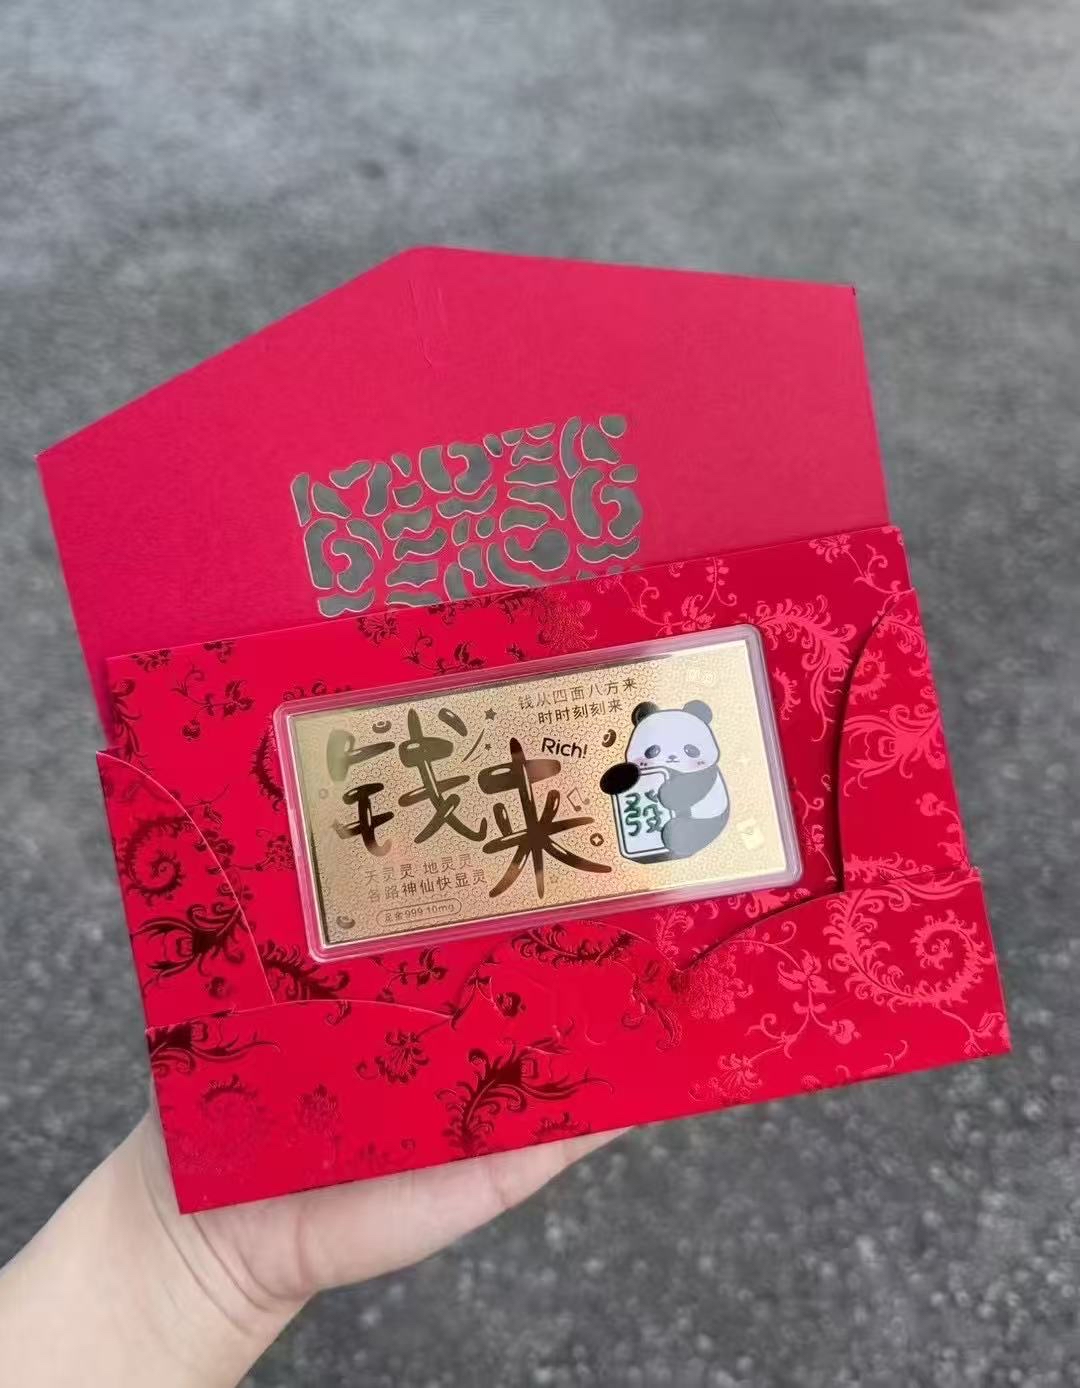 钱从四面八方来
时时刻刻来
Rich!
钱来
發
天灵灵 地灵灵
各路神仙快显灵
足金999 10mg